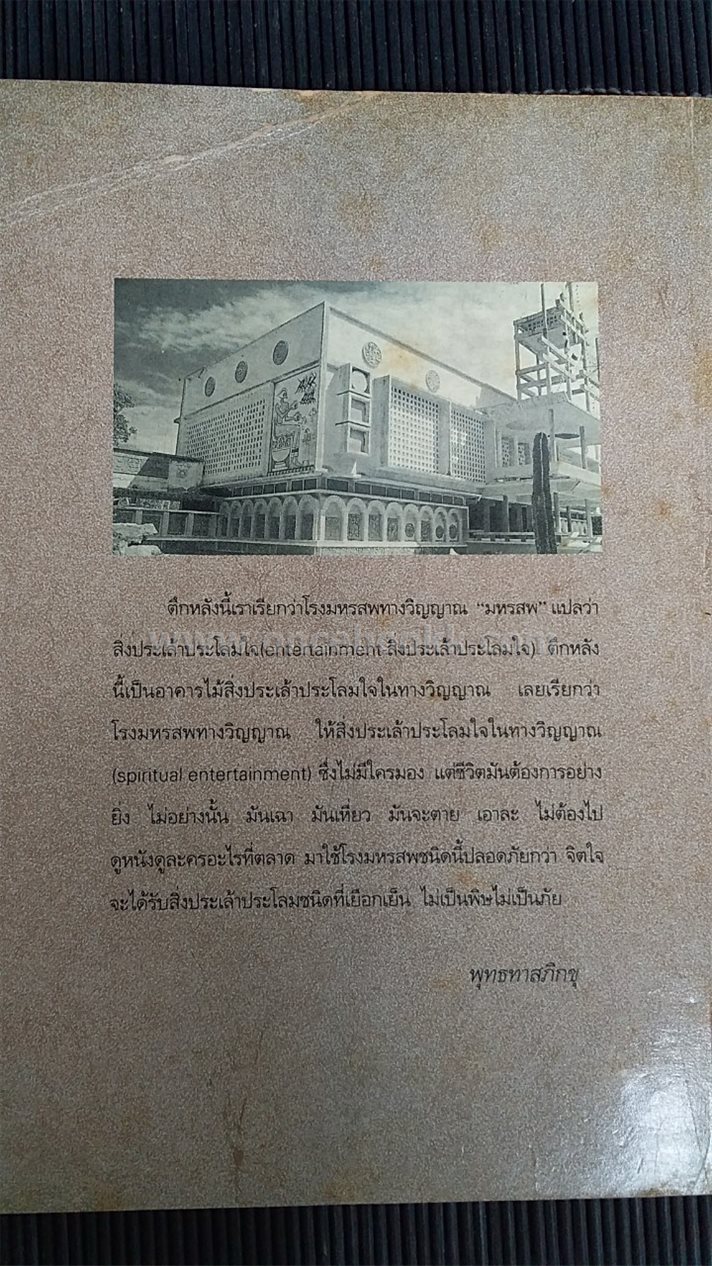 ตึกหลังนี้เราเรียกว่าโรงมหรสพทางวิญญาณ "มหรสพ" แปลว่า
สิ่งประเล้าประโลมใจ(entertainment-สิ่งประเล้าประโลมใจ) ตึกหลัง
นี้เป็นอาคารไม้สิ่งประเล้าประโลมใจในทางวิญญาณ เลยเรียกว่า
โรงมหรสพทางวิญญาณ ให้สิ่งประเล้าประโลมใจในทางวิญญาณ
(spiritual entertainment) ซึ่งไม่มีใครมอง แต่ชีวิตมันต้องการอย่าง
ยิ่ง ไม่อย่างนั้น มันเฉา มันเหี่ยว มันจะตาย เอาละ ไม่ต้องไป
ดูหนังดูละครอะไรที่ตลาด มาใช้โรงมหรสพชนิดนี้ปลอดภัยกว่า จิตใจ
จะได้รับสิ่งประเล้าประโลมชนิดที่เยือกเย็น ไม่เป็นพิษไม่เป็นภัย
พุทธทาสภิกขุ